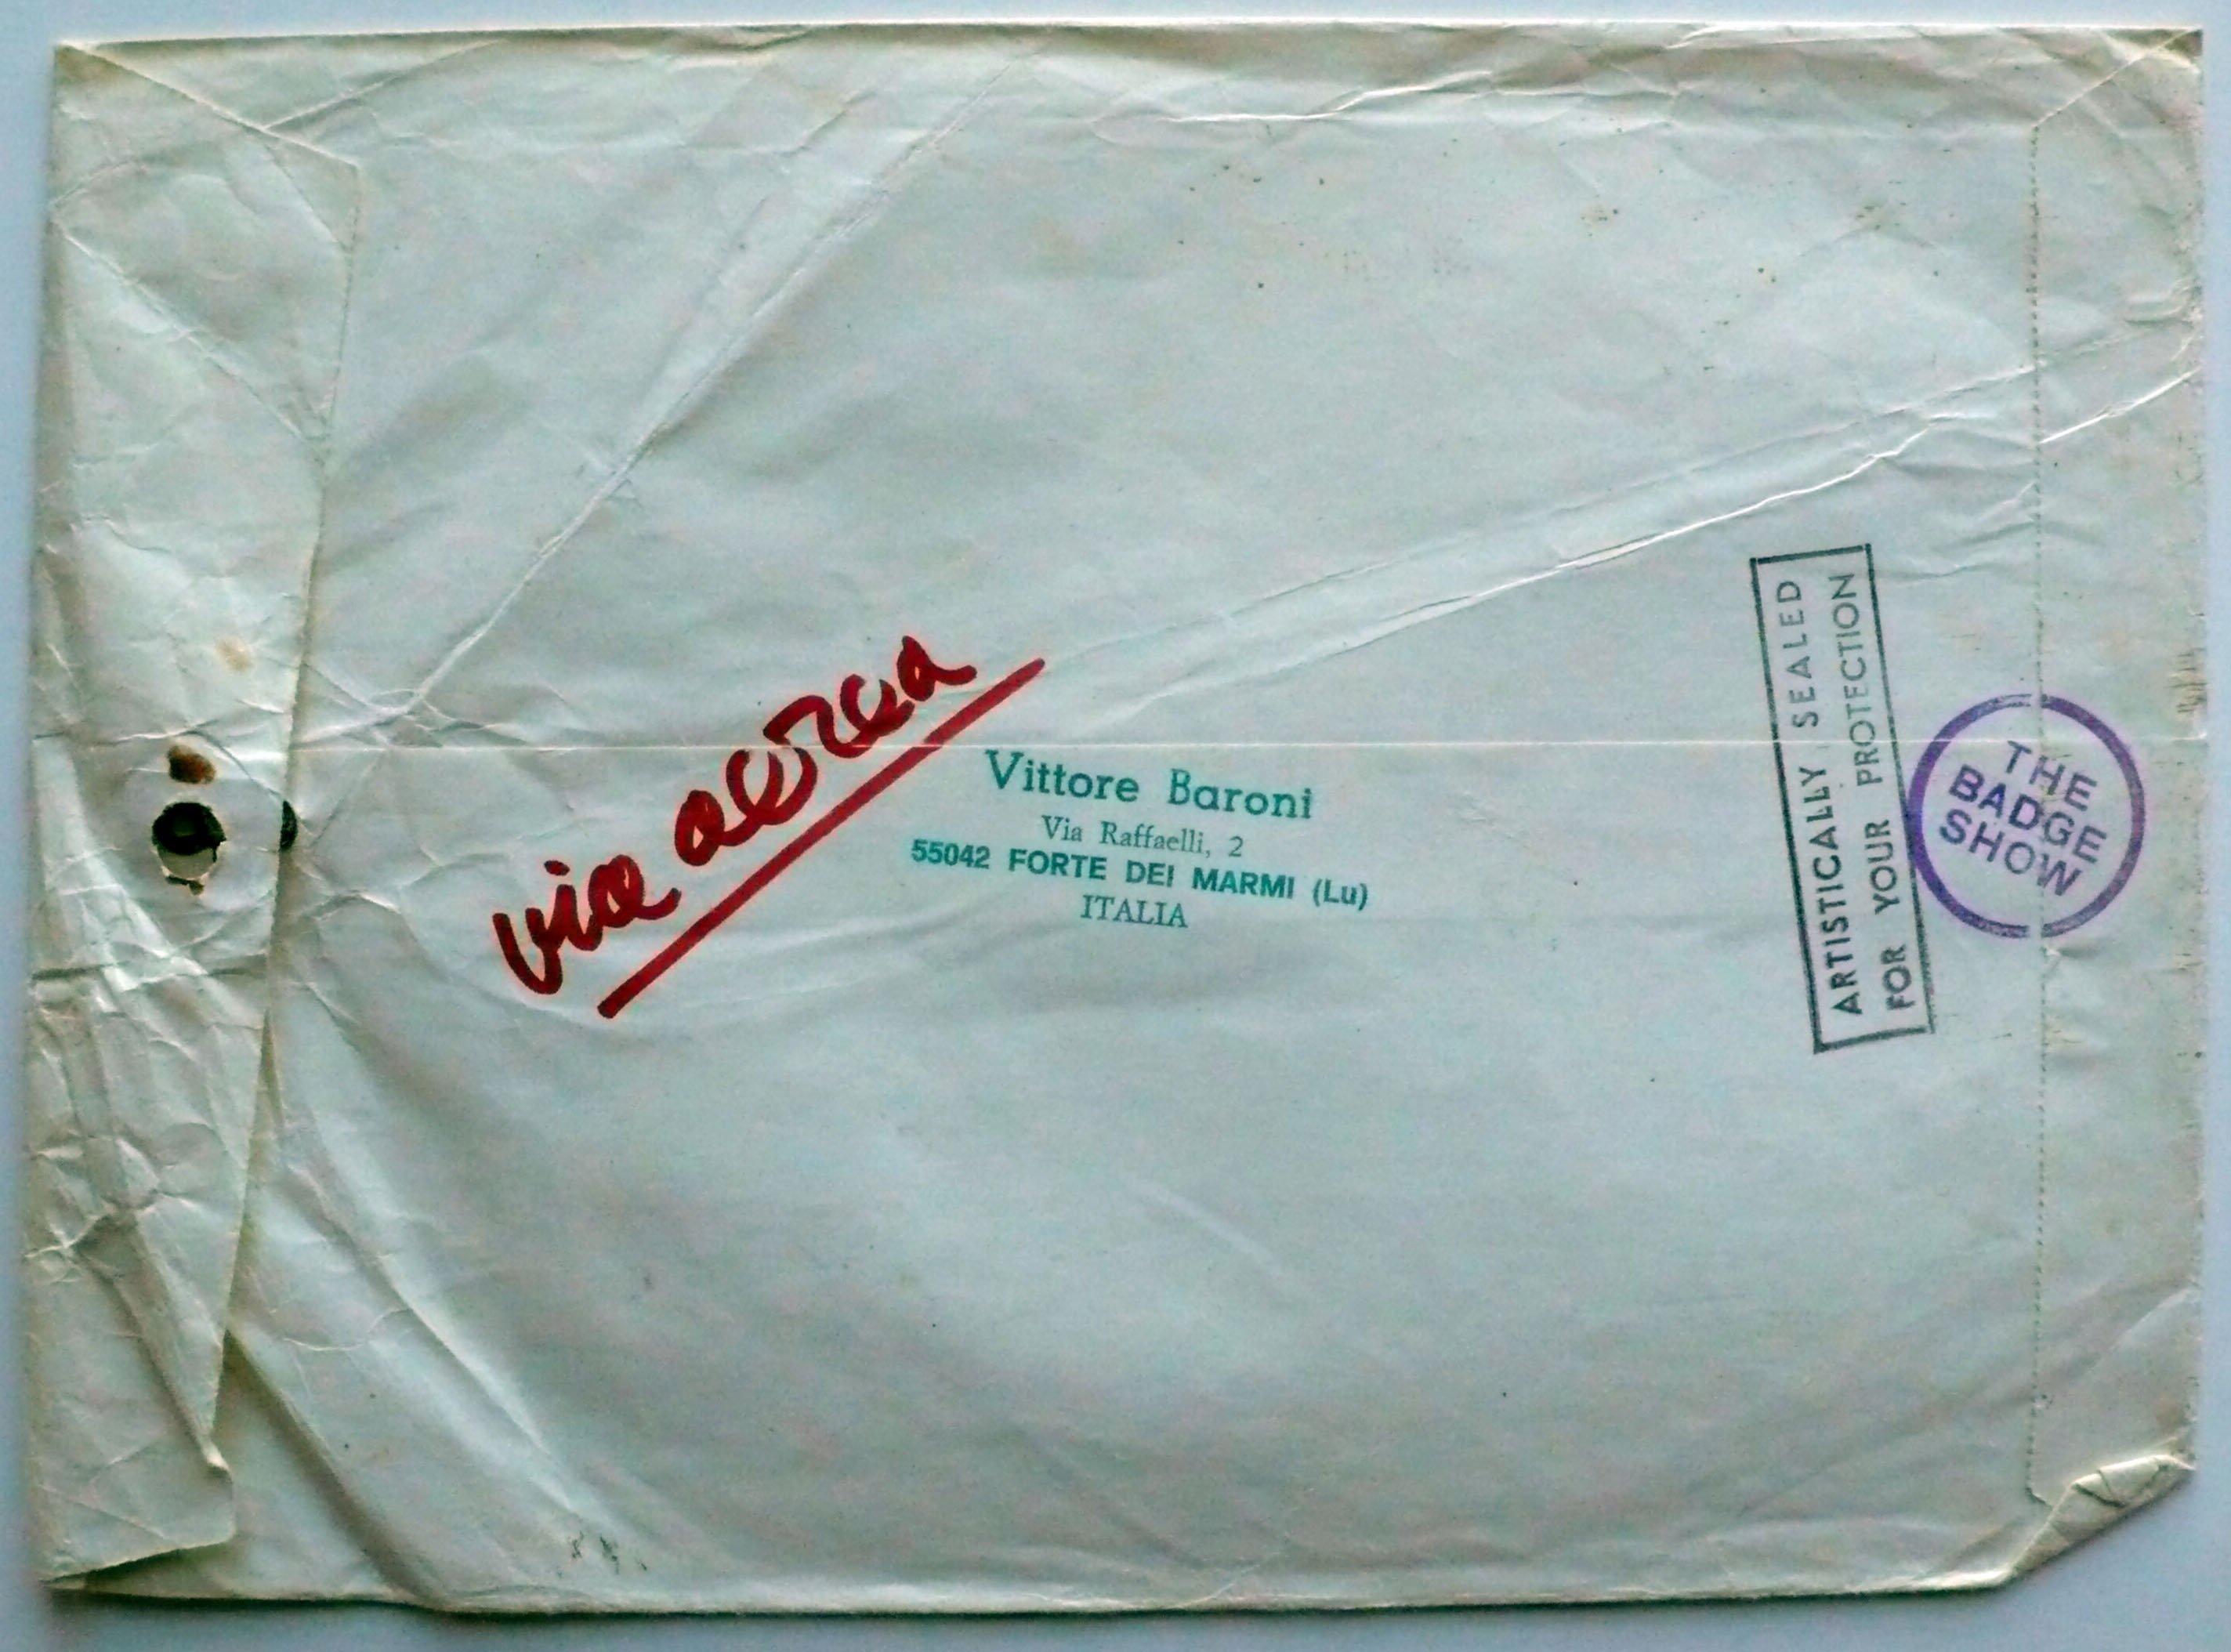 via aerea
Vittore Baroni
Via Raffaelli, 2
55042 FORTE DEI MARMI (Lu)
ITALIA
ARTISTICALLY SEALED
FOR YOUR PROTECTION
THE
BADGE
SHOW